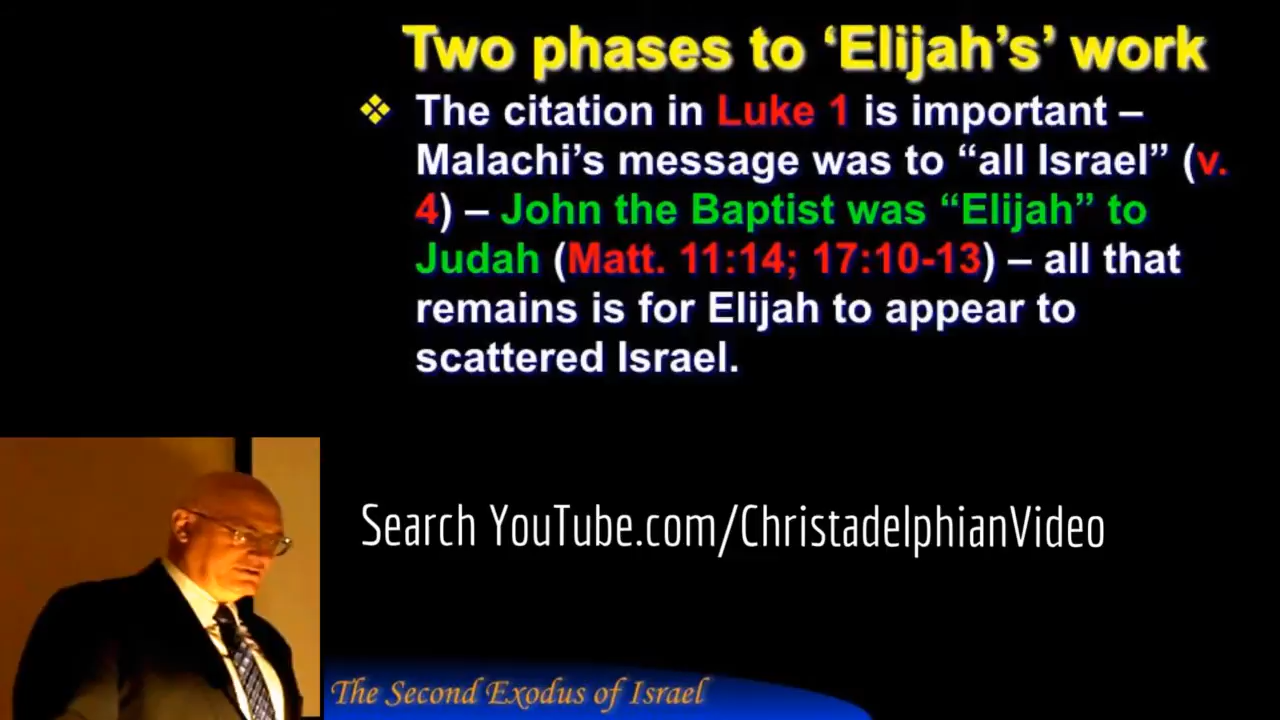 Two phases to ‘Elijah’s’ work
The citation in Luke 1 is important –
Malachi’s message was to “all Israel” (v.
4) – John the Baptist was “Elijah” to
Judah (Matt. 11:14; 17:10-13) – all that
remains is for Elijah to appear to
scattered Israel.
Search YouTube.com/ChristadelphianVideo
The Second Exodus of Israel